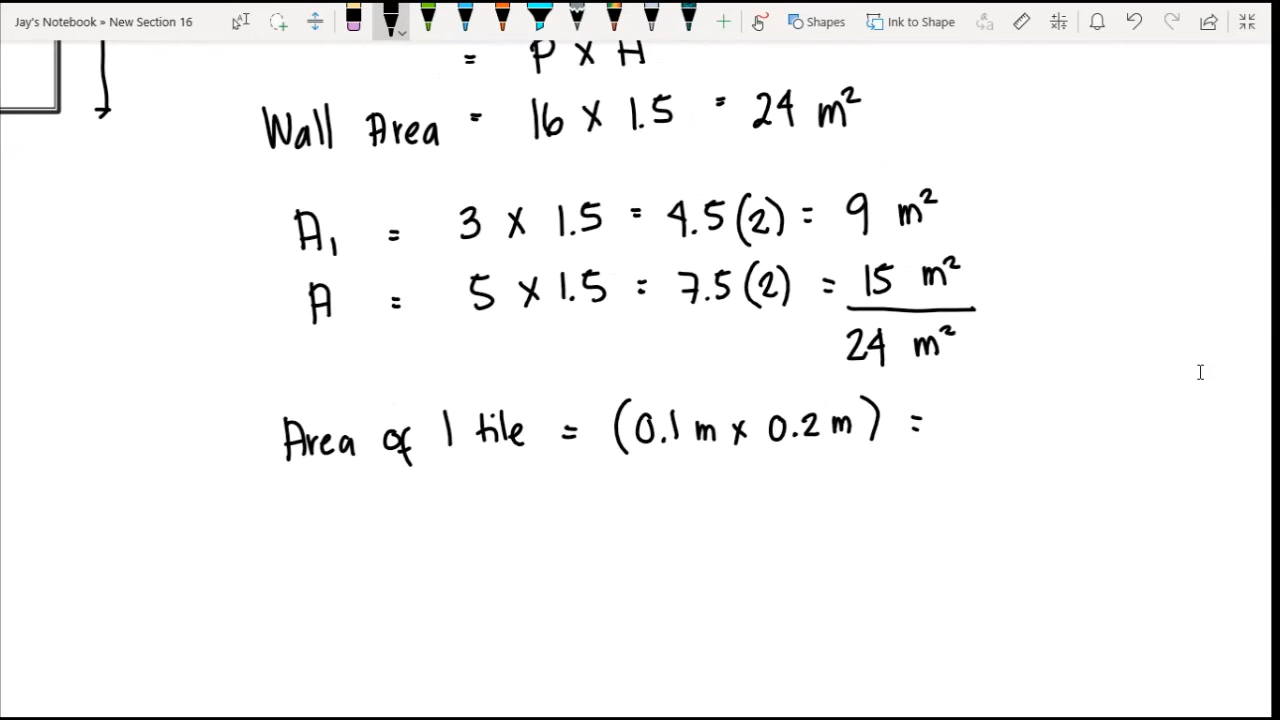 Jay's Notebook » New Section 16
Shapes
Ink to Shape
= P x H
Wall Area = 16 x 1.5 = 24 m²
A₁ = 3 x 1.5 = 4.5(2) = 9 m²
A = 5 x 1.5 = 7.5(2) = 15 m²
24 m²
Area of 1 tile = (0.1 m x 0.2 m) =